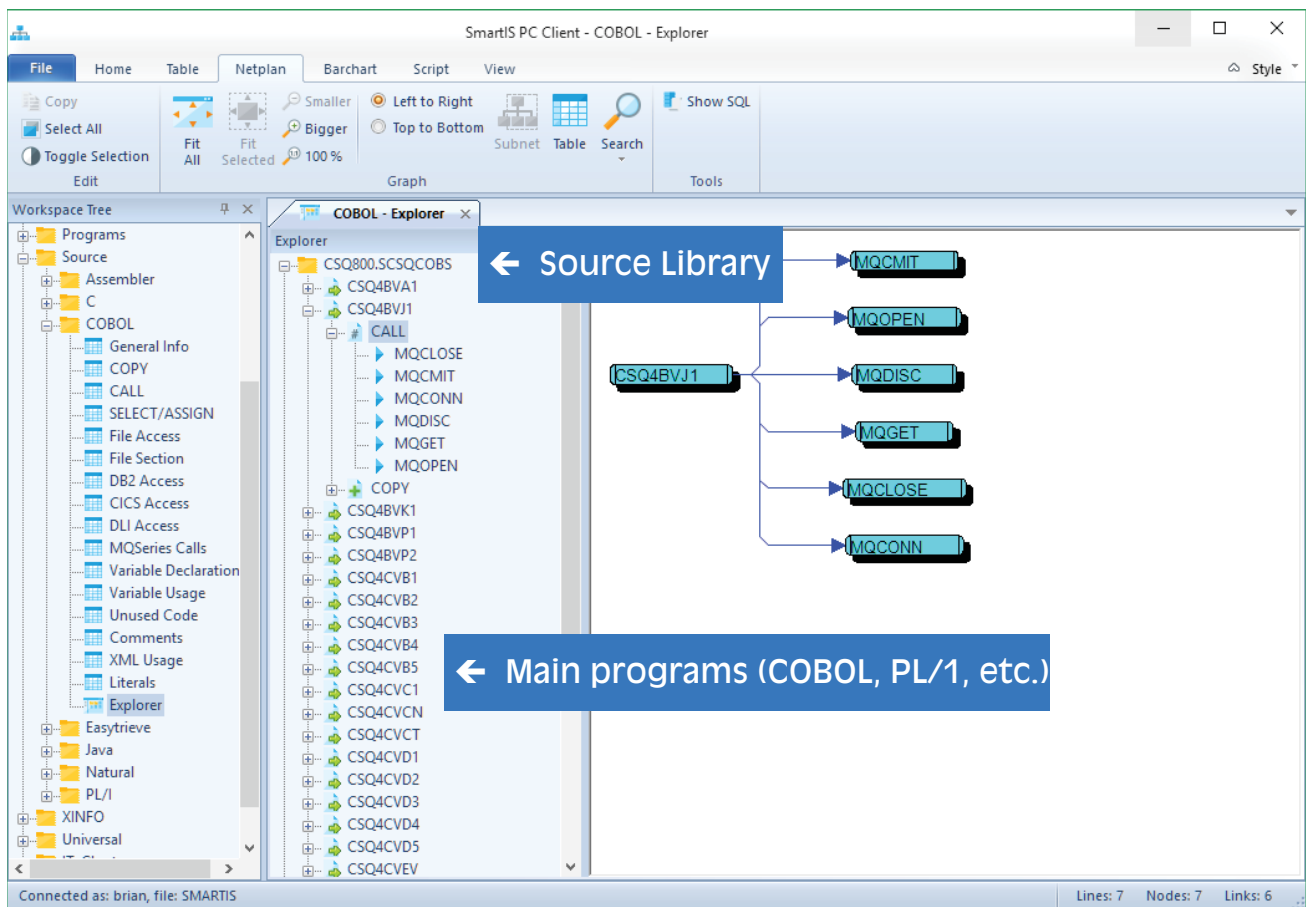 SmartIS PC Client - COBOL - Explorer
File Home Table Netplan Barchart Script View Style
Copy
Select All
Toggle Selection
Edit
Fit All
Fit Selected
Smaller
Bigger
100 %
Left to Right
Top to Bottom
Subnet
Table
Search
Graph
Show SQL
Tools
Workspace Tree
Programs
Source
Assembler
C
COBOL
General Info
COPY
CALL
SELECT/ASSIGN
File Access
File Section
DB2 Access
CICS Access
DLI Access
MQSeries Calls
Variable Declaration
Variable Usage
Unused Code
Comments
XML Usage
Literals
Explorer
Easytrieve
Java
Natural
PL/I
XINFO
Universal
COBOL - Explorer
Explorer
CSQ800.SCSQCOBS
CSQ4BVA1
CSQ4BVJ1
CALL
MQCLOSE
MQCMIT
MQCONN
MQDISC
MQGET
MQOPEN
COPY
CSQ4BVK1
CSQ4BVP1
CSQ4BVP2
CSQ4CVB1
CSQ4CVB2
CSQ4CVB3
CSQ4CVB4
CSQ4CVB5
CSQ4CVC1
CSQ4CVCN
CSQ4CVCT
CSQ4CVD1
CSQ4CVD2
CSQ4CVD3
CSQ4CVD4
CSQ4CVD5
CSQ4CVEV
← Source Library
← Main programs (COBOL, PL/1, etc.)
CSQ4BVJ1
MQCMIT
MQOPEN
MQDISC
MQGET
MQCLOSE
MQCONN
Connected as: brian, file: SMARTIS
Lines: 7 Nodes: 7 Links: 6